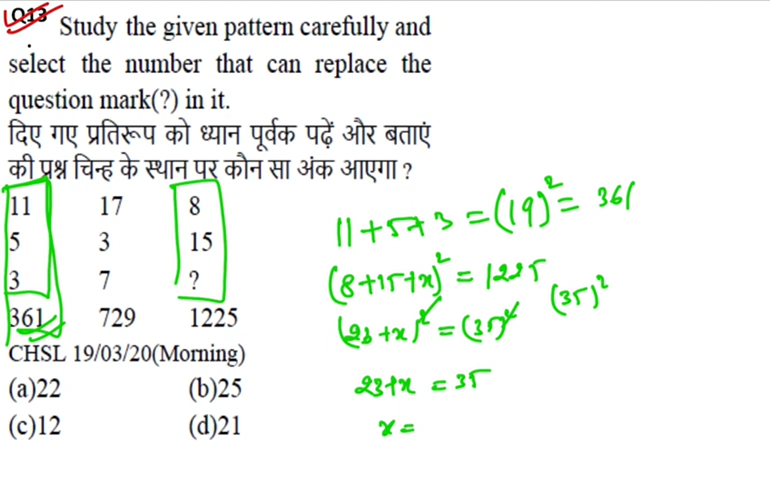 Q13 Study the given pattern carefully and
select the number that can replace the
question mark(?) in it.
दिए गए प्रतिरूप को ध्यान पूर्वक पढ़ें और बताएं
की प्रश्न चिन्ह के स्थान पर कौन सा अंक आएगा ?
11 17 8
5 3 15
3 7 ?
361 729 1225
CHSL 19/03/20(Morning)
(a)22 (b)25
(c)12 (d)21
11+5+3 = (19)² = 361
(8+15+x)² = 1225
(35)²
(23+x)² = (35)²
23+x = 35
x =